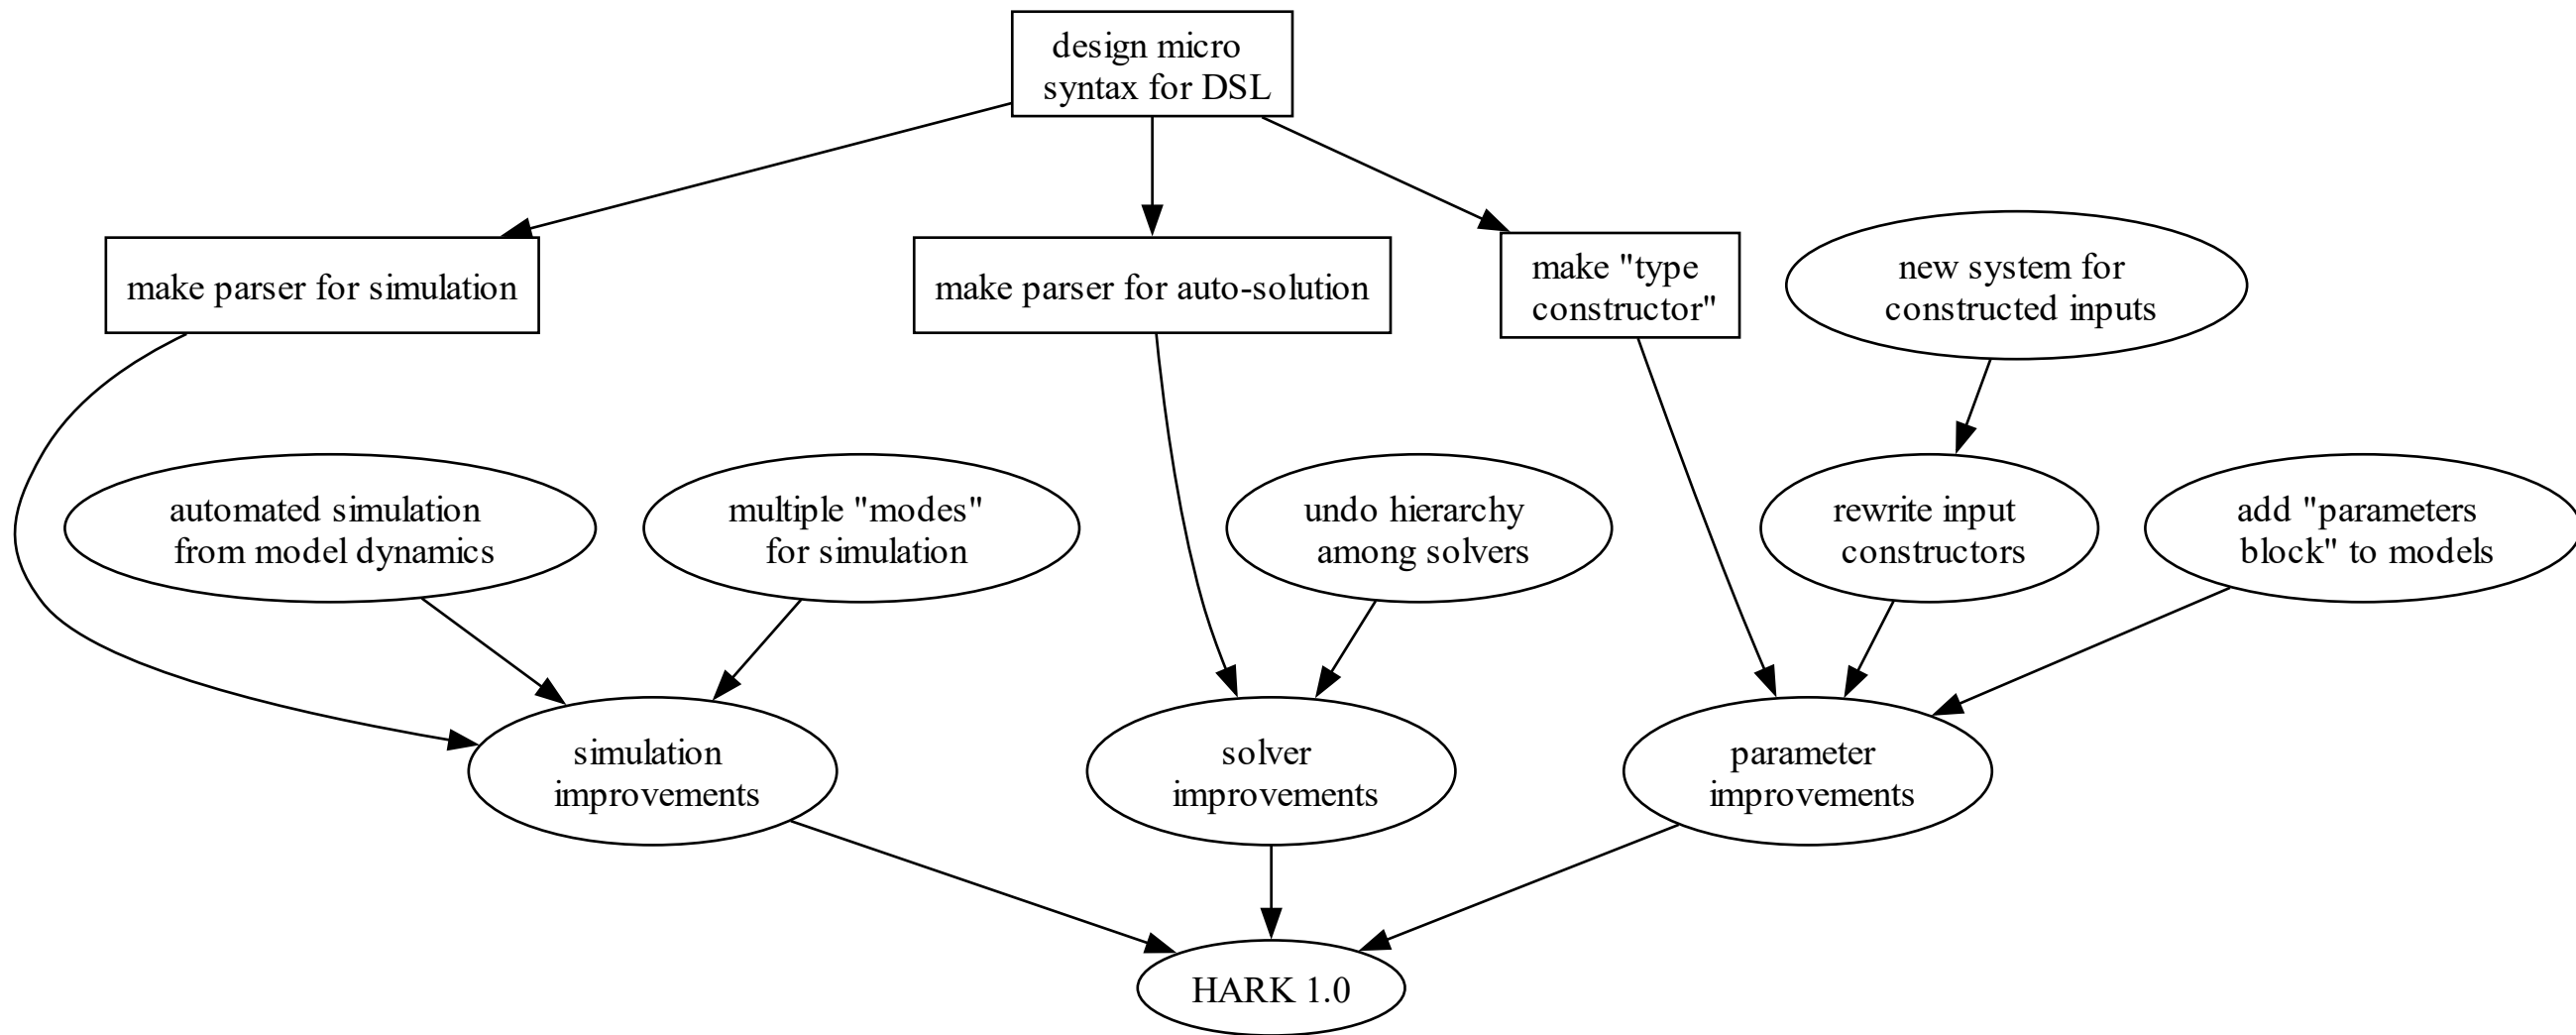 design micro
syntax for DSL
make parser for simulation
make parser for auto-solution
make "type
constructor"
new system for
constructed inputs
automated simulation
from model dynamics
multiple "modes"
for simulation
undo hierarchy
among solvers
rewrite input
constructors
add "parameters
block" to models
simulation
improvements
solver
improvements
parameter
improvements
HARK 1.0